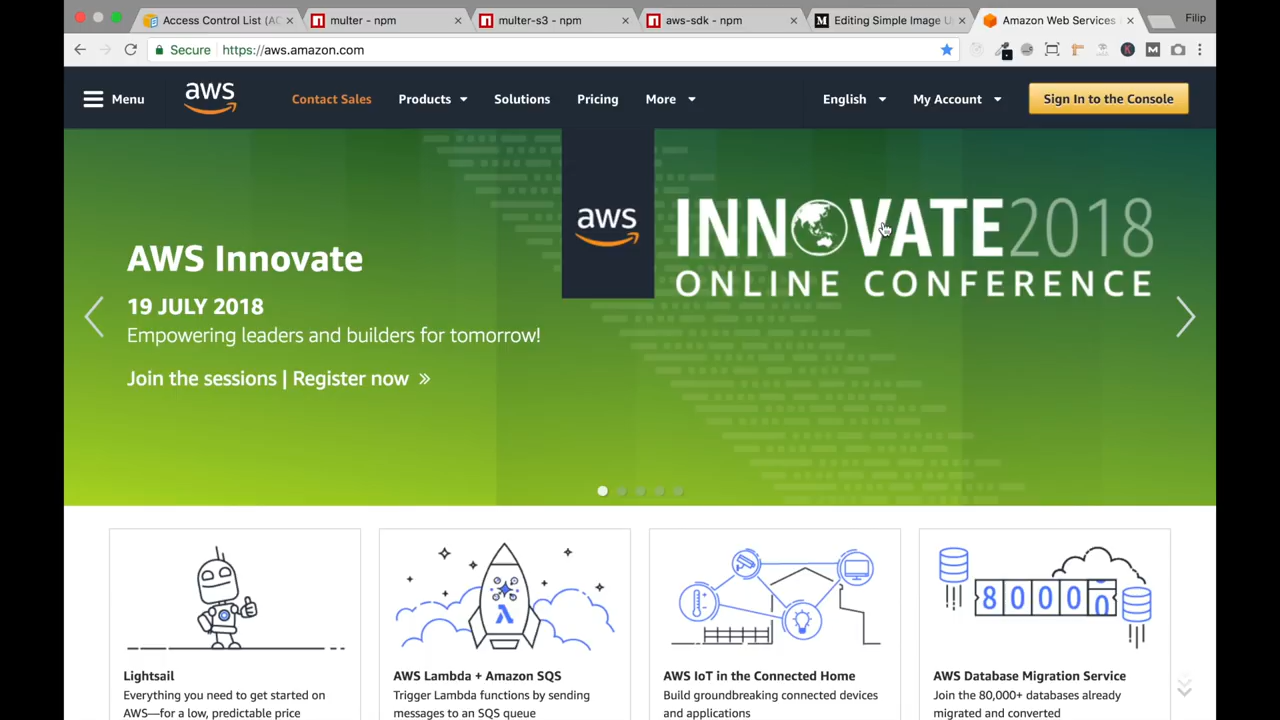 Access Control List (AC
multer - npm
multer-s3 - npm
aws-sdk - npm
Editing Simple Image U
Amazon Web Services
Filip
Secure
https://aws.amazon.com
Menu
aws
Contact Sales
Products
Solutions
Pricing
More
English
My Account
Sign In to the Console
aws
INNOVATE 2018
ONLINE CONFERENCE
AWS Innovate
19 JULY 2018
Empowering leaders and builders for tomorrow!
Join the sessions | Register now »
80000
Lightsail
Everything you need to get started on
AWS—for a low, predictable price
AWS Lambda + Amazon SQS
Trigger Lambda functions by sending
messages to an SQS queue
AWS IoT in the Connected Home
Build groundbreaking connected devices
and applications
AWS Database Migration Service
Join the 80,000+ databases already
migrated and converted